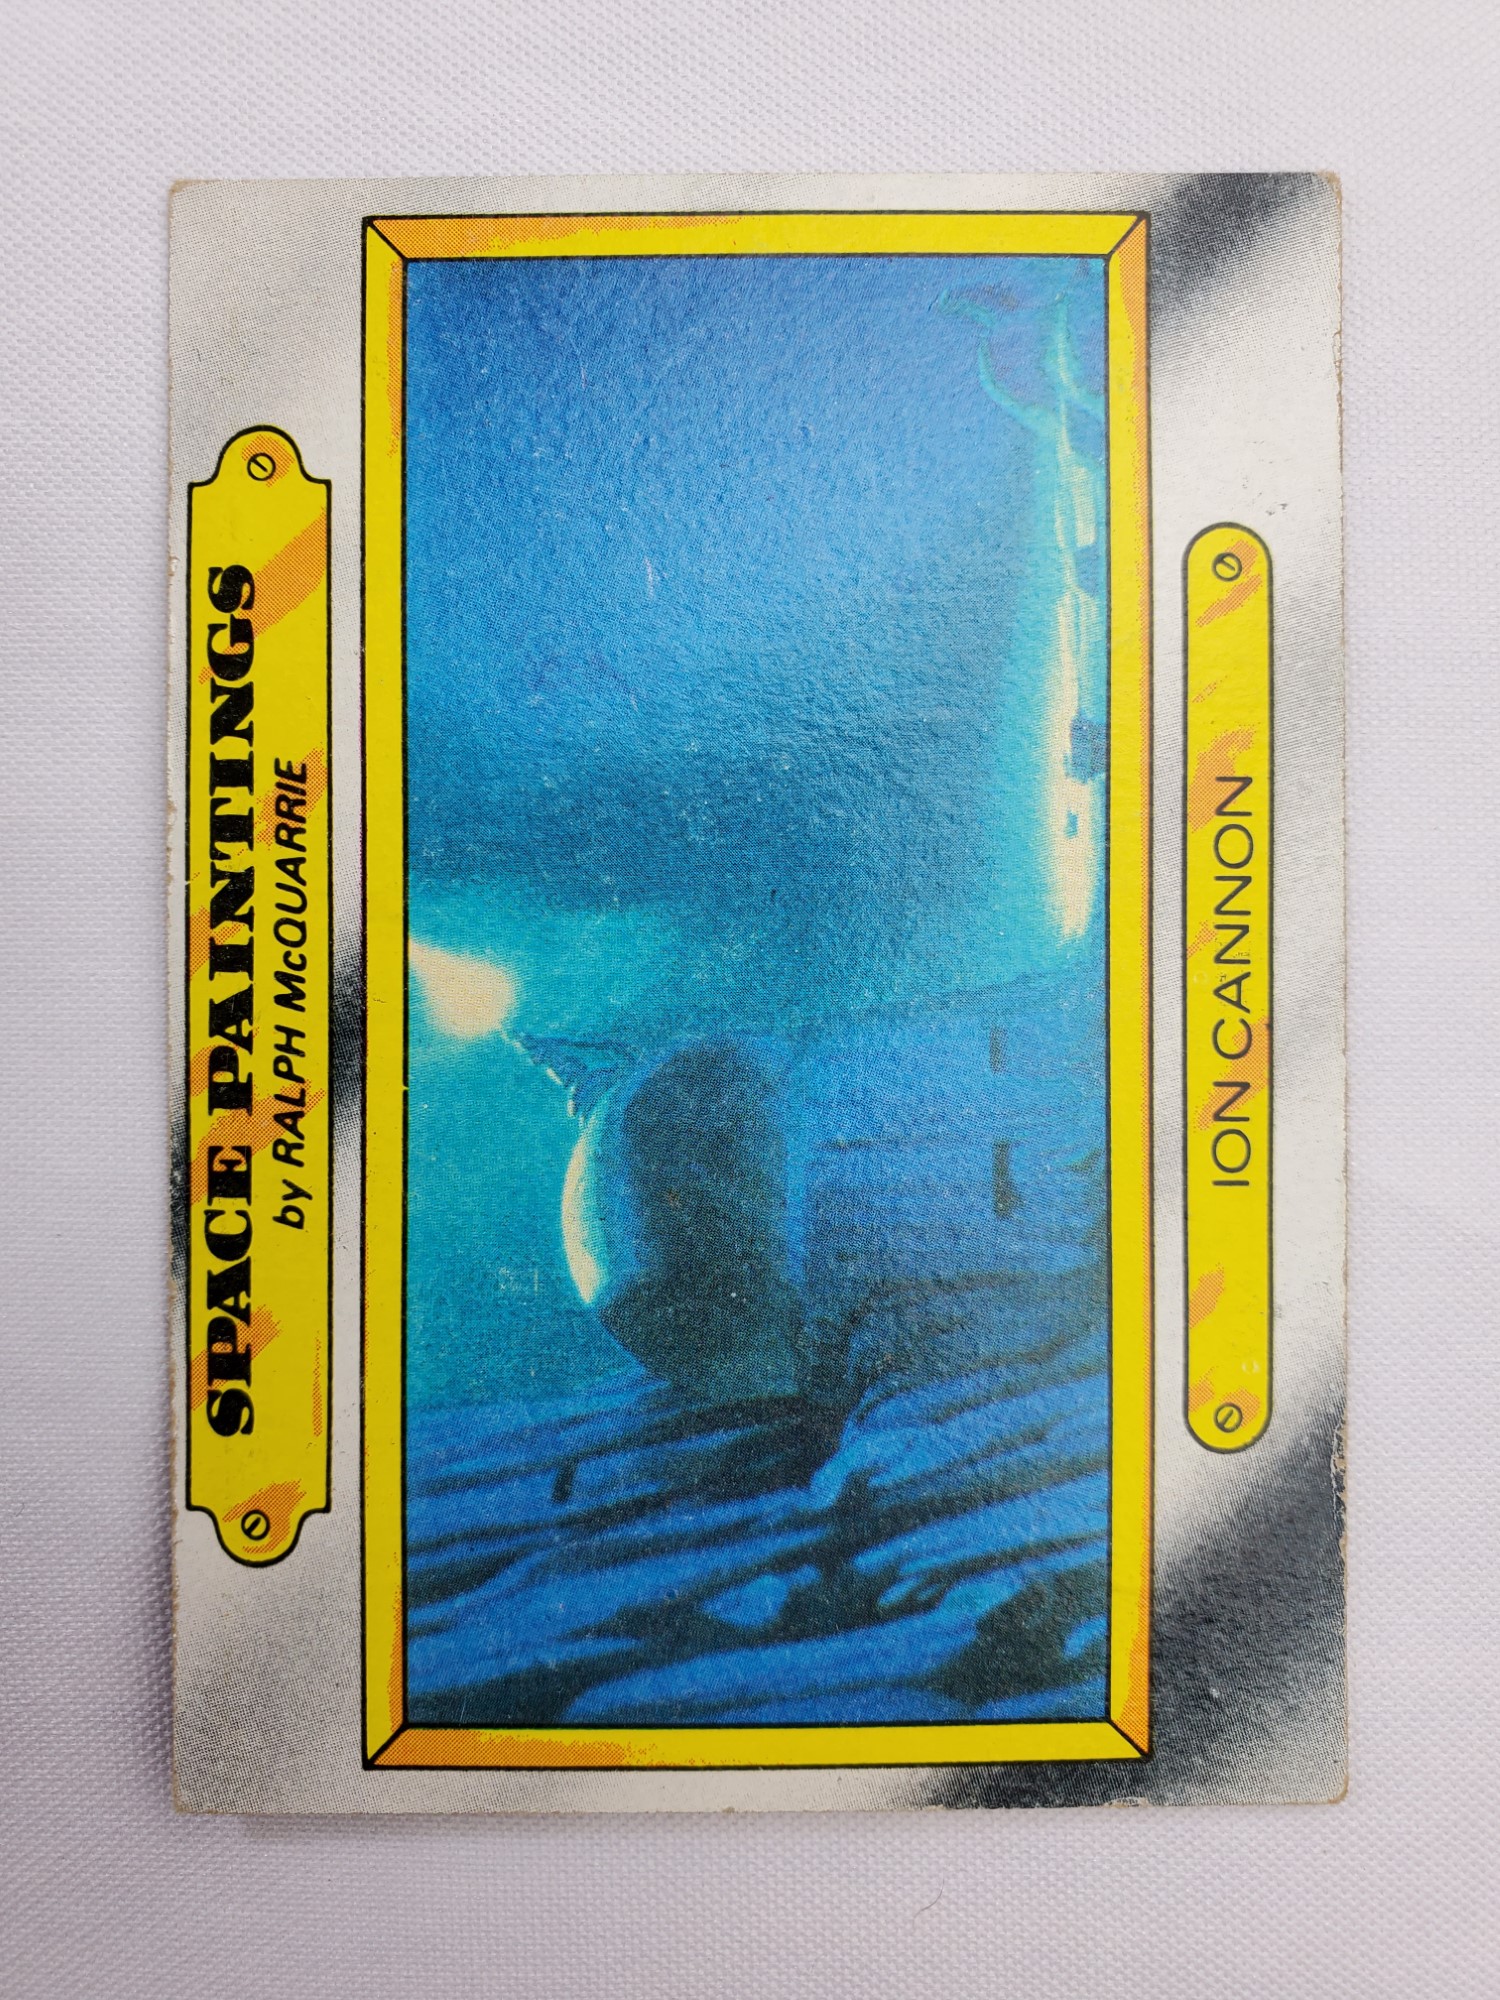 SPACE PAINTINGS
by RALPH McQUARRIE
ION CANNON